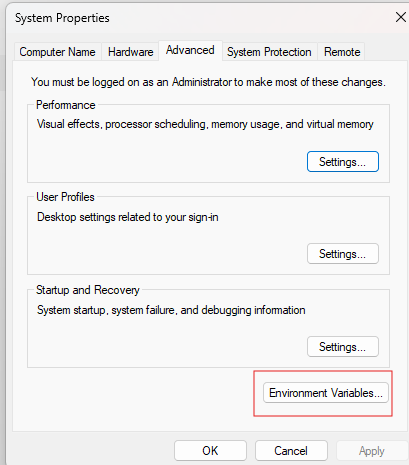 System Properties
Computer Name Hardware Advanced System Protection Remote
You must be logged on as an Administrator to make most of these changes.
Performance
Visual effects, processor scheduling, memory usage, and virtual memory
Settings...
User Profiles
Desktop settings related to your sign-in
Settings...
Startup and Recovery
System startup, system failure, and debugging information
Settings...
Environment Variables...
OK Cancel Apply